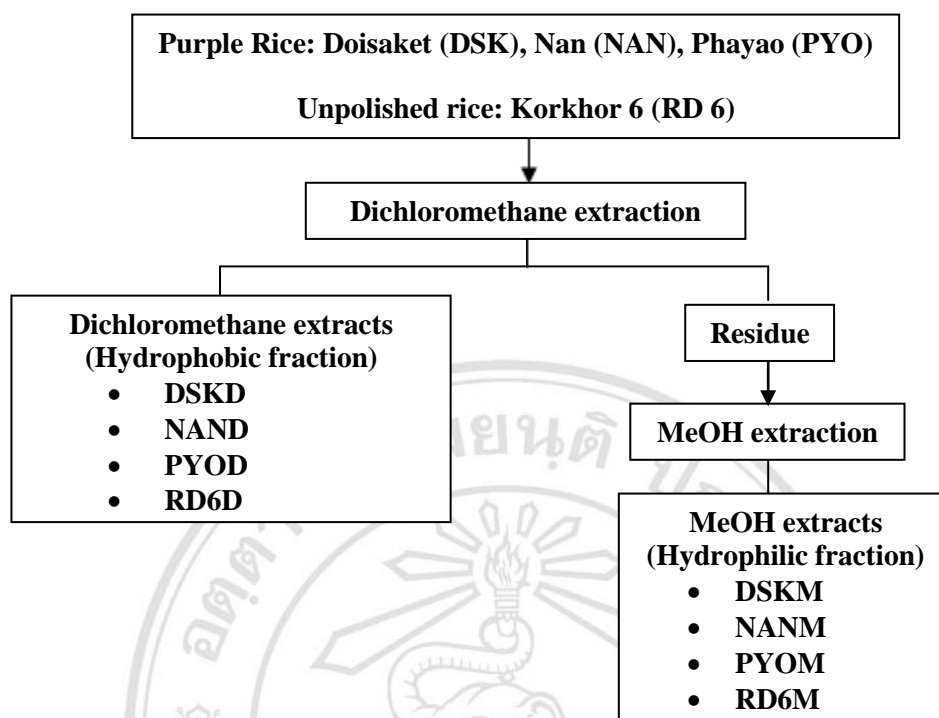 Purple Rice: Doisaket (DSK), Nan (NAN), Phayao (PYO)
Unpolished rice: Korkhor 6 (RD 6)
Dichloromethane extraction
Dichloromethane extracts
(Hydrophobic fraction)
• DSKD
• NAND
• PYOD
• RD6D
Residue
MeOH extraction
MeOH extracts
(Hydrophilic fraction)
• DSKM
• NANM
• PYOM
• RD6M